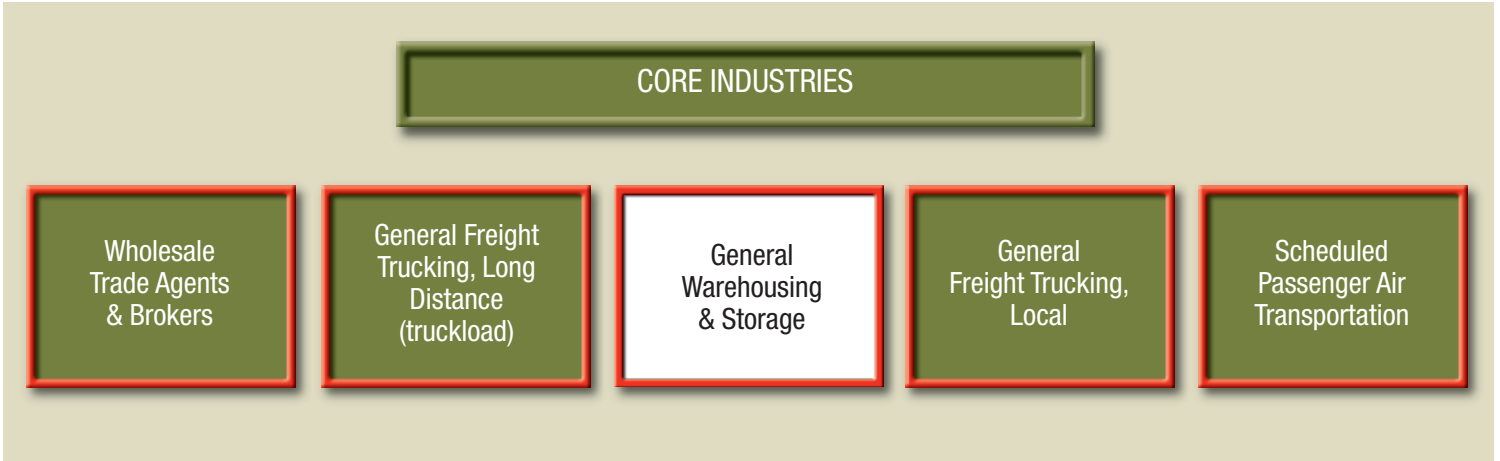 CORE INDUSTRIES
Wholesale
Trade Agents
& Brokers
General Freight
Trucking, Long
Distance
(truckload)
General
Warehousing
& Storage
General
Freight Trucking,
Local
Scheduled
Passenger Air
Transportation